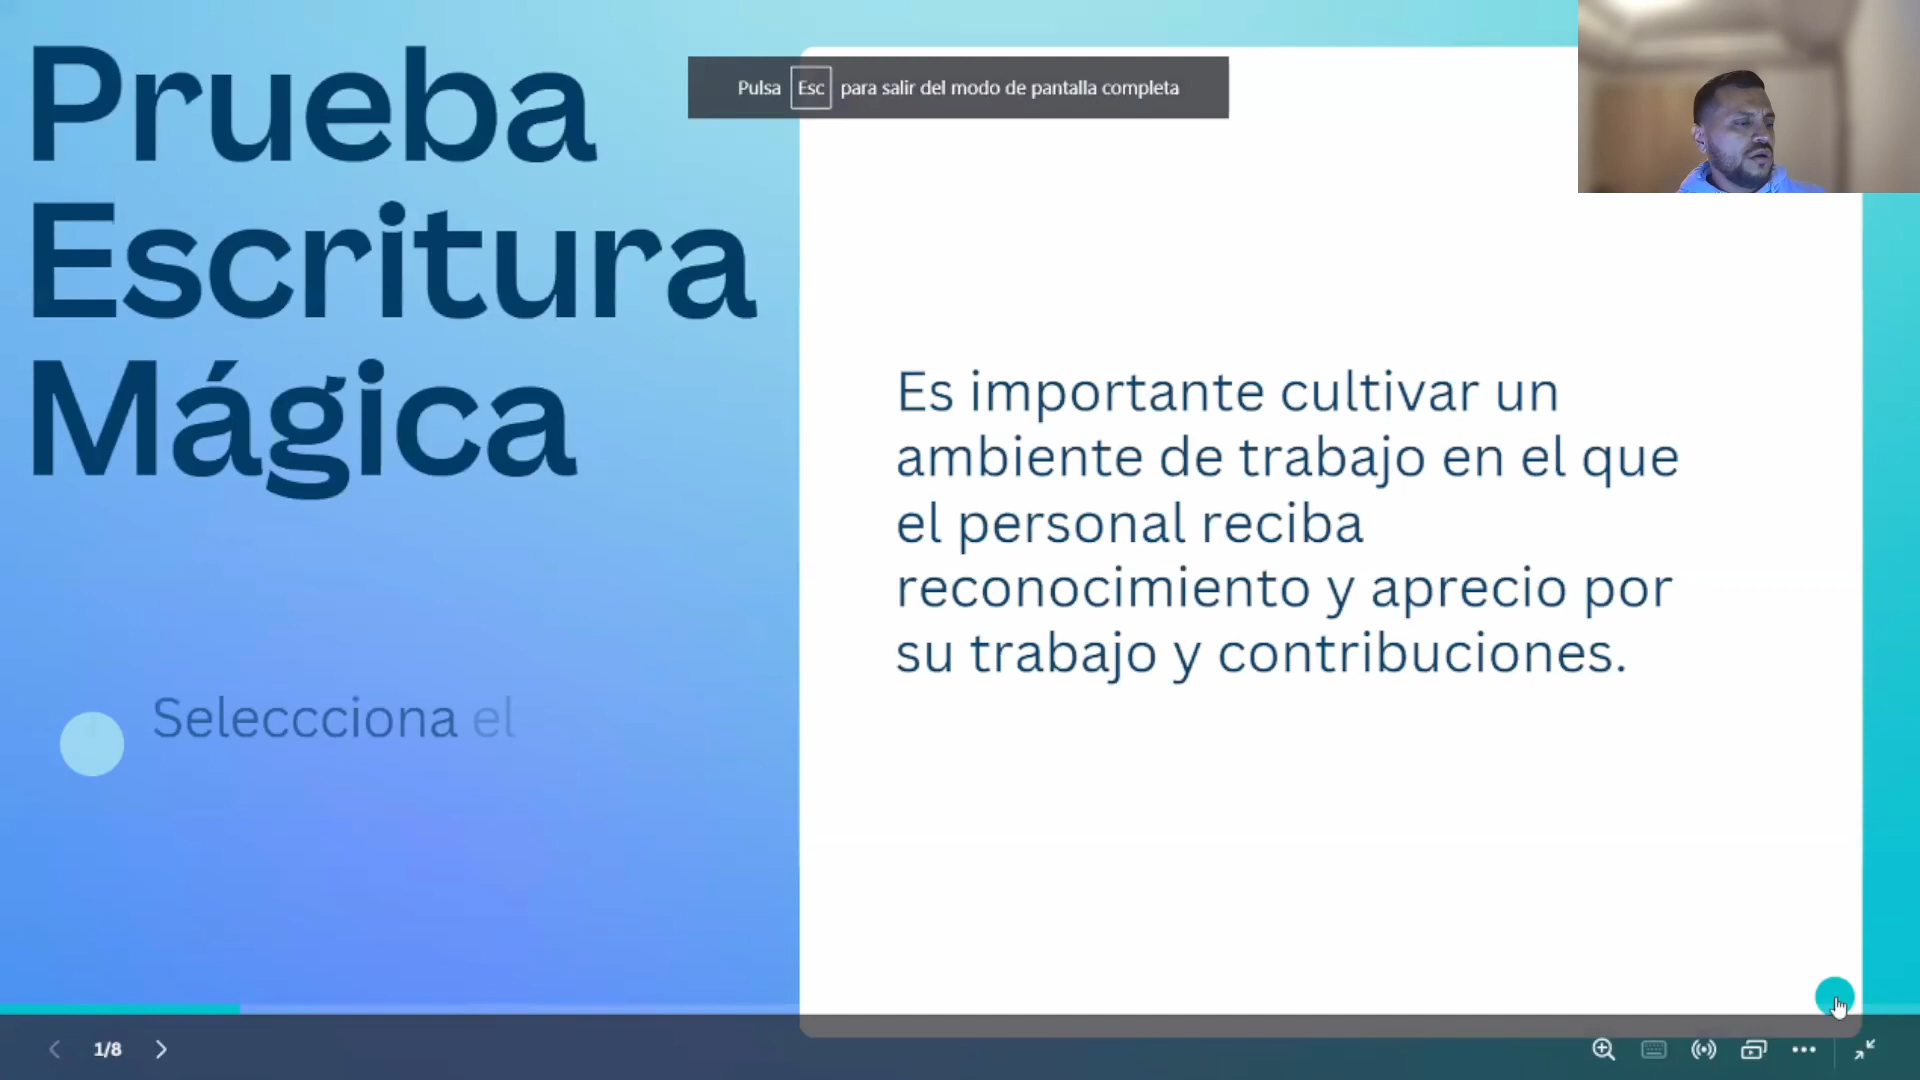 Prueba
Escritura
Mágica
Pulsa Esc para salir del modo de pantalla completa
Es importante cultivar un
ambiente de trabajo en el que
el personal reciba
reconocimiento y aprecio por
su trabajo y contribuciones.
Seleccciona el
1/8